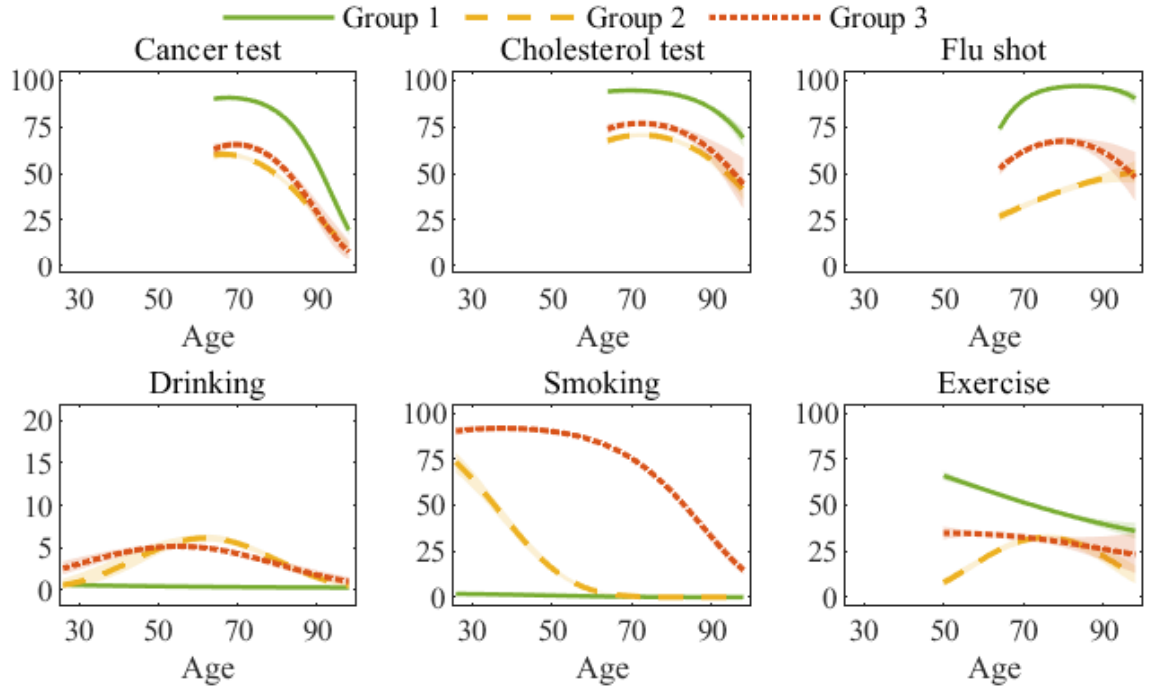 Group 1 Group 2 Group 3
Cancer test Cholesterol test Flu shot
100 100 100
75 75 75
50 50 50
25 25 25
0 0 0
30 50 70 90 30 50 70 90 30 50 70 90
Age Age Age
Drinking Smoking Exercise
20 100 100
15 75 75
10 50 50
5 25 25
0 0 0
30 50 70 90 30 50 70 90 30 50 70 90
Age Age Age